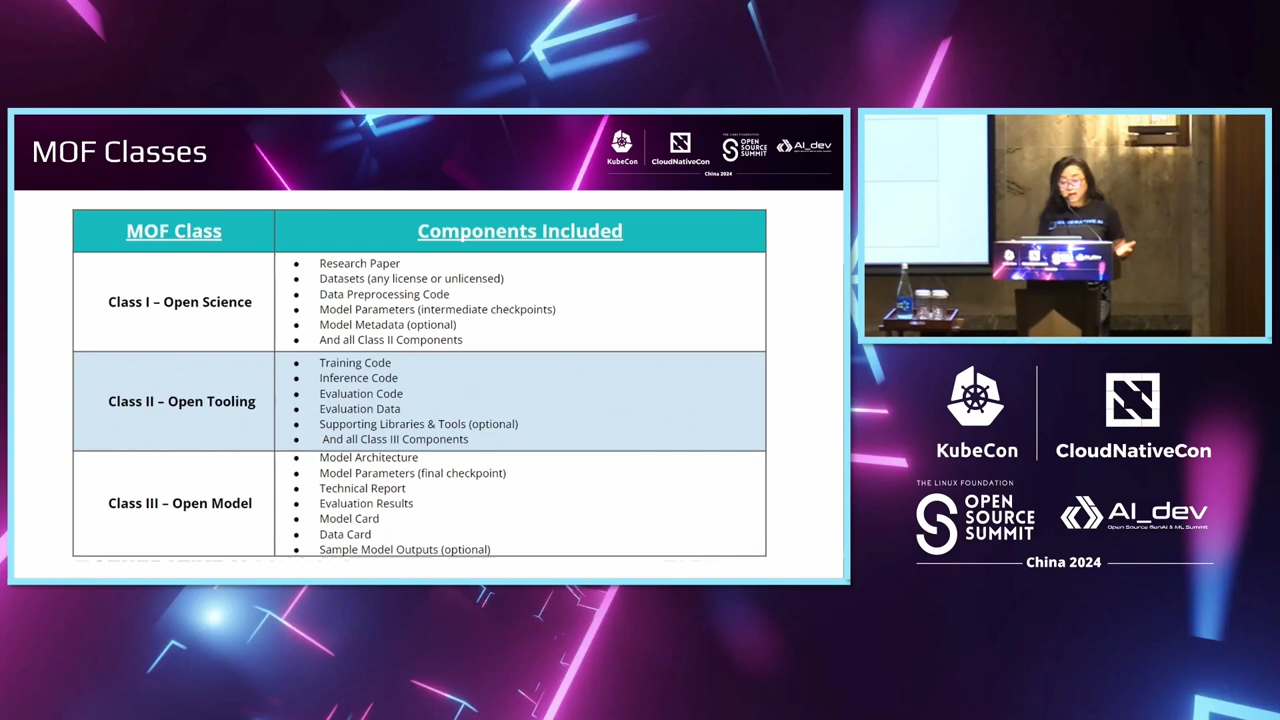 MOF Classes
KubeCon
CloudNativeCon
THE LINUX FOUNDATION
OPEN
SOURCE
SUMMIT
AI_dev
China 2024
MOF Class
Components Included
Class I – Open Science
Research Paper
Datasets (any license or unlicensed)
Data Preprocessing Code
Model Parameters (intermediate checkpoints)
Model Metadata (optional)
And all Class II Components
Class II – Open Tooling
Training Code
Inference Code
Evaluation Code
Evaluation Data
Supporting Libraries & Tools (optional)
And all Class III Components
Class III – Open Model
Model Architecture
Model Parameters (final checkpoint)
Technical Report
Evaluation Results
Model Card
Data Card
Sample Model Outputs (optional)
KubeCon
CloudNativeCon
THE LINUX FOUNDATION
OPEN
SOURCE
SUMMIT
AI_dev
Open Source GenAI & ML Summit
China 2024